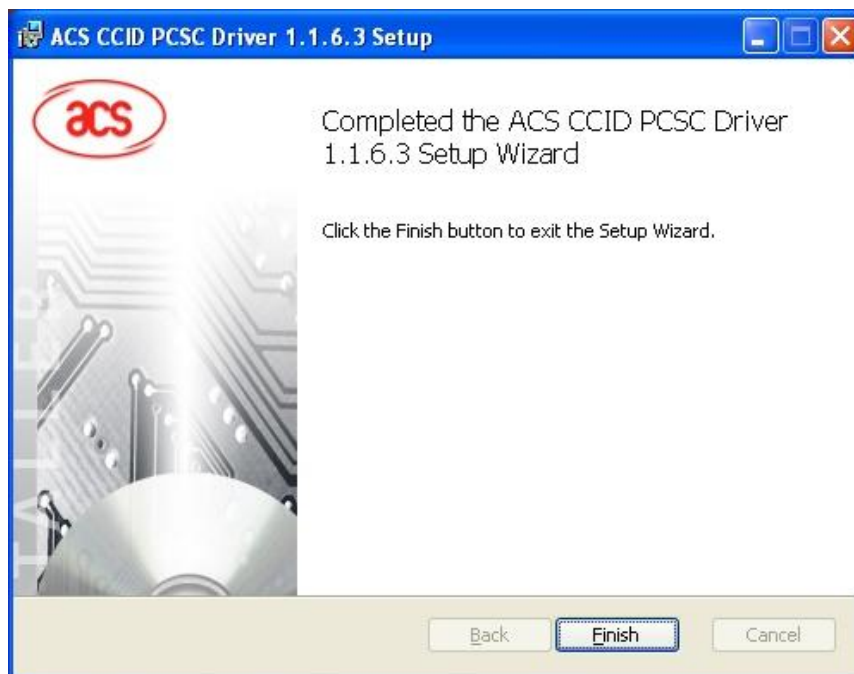 ACS CCID PCSC Driver 1.1.6.3 Setup
acs
Completed the ACS CCID PCSC Driver
1.1.6.3 Setup Wizard
Click the Finish button to exit the Setup Wizard.
Back
Finish
Cancel